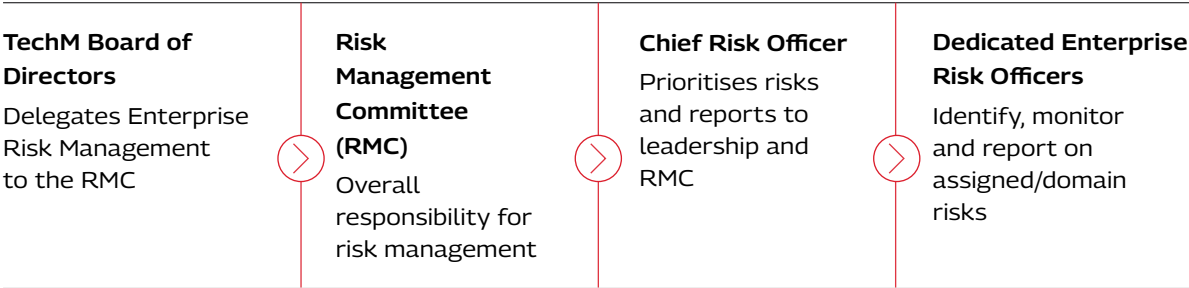 TechM Board of
Directors
Delegates Enterprise
Risk Management
to the RMC
Risk
Management
Committee
(RMC)
Overall
responsibility for
risk management
Chief Risk Officer
Prioritises risks
and reports to
leadership and
RMC
Dedicated Enterprise
Risk Officers
Identify, monitor
and report on
assigned/domain
risks